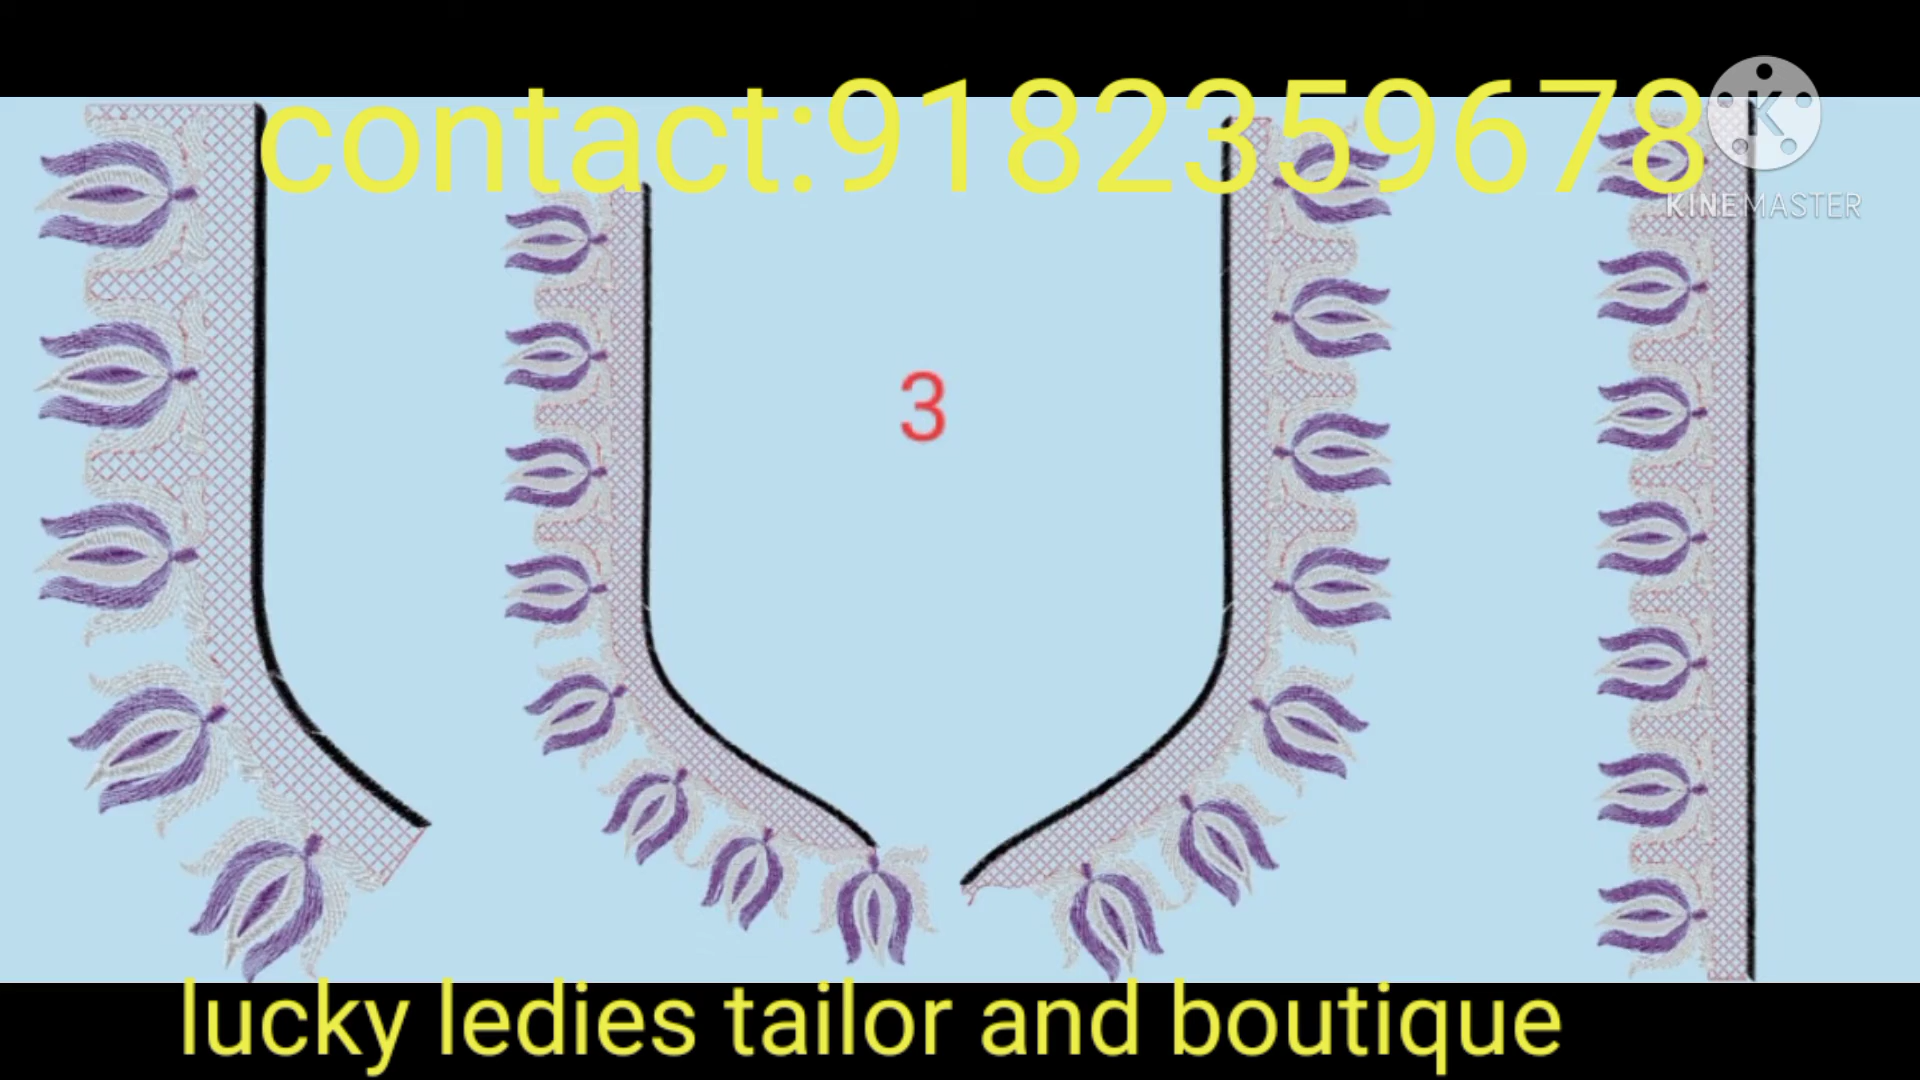 contact:9182359678
K
KINEMASTER
3
lucky ledies tailor and boutique